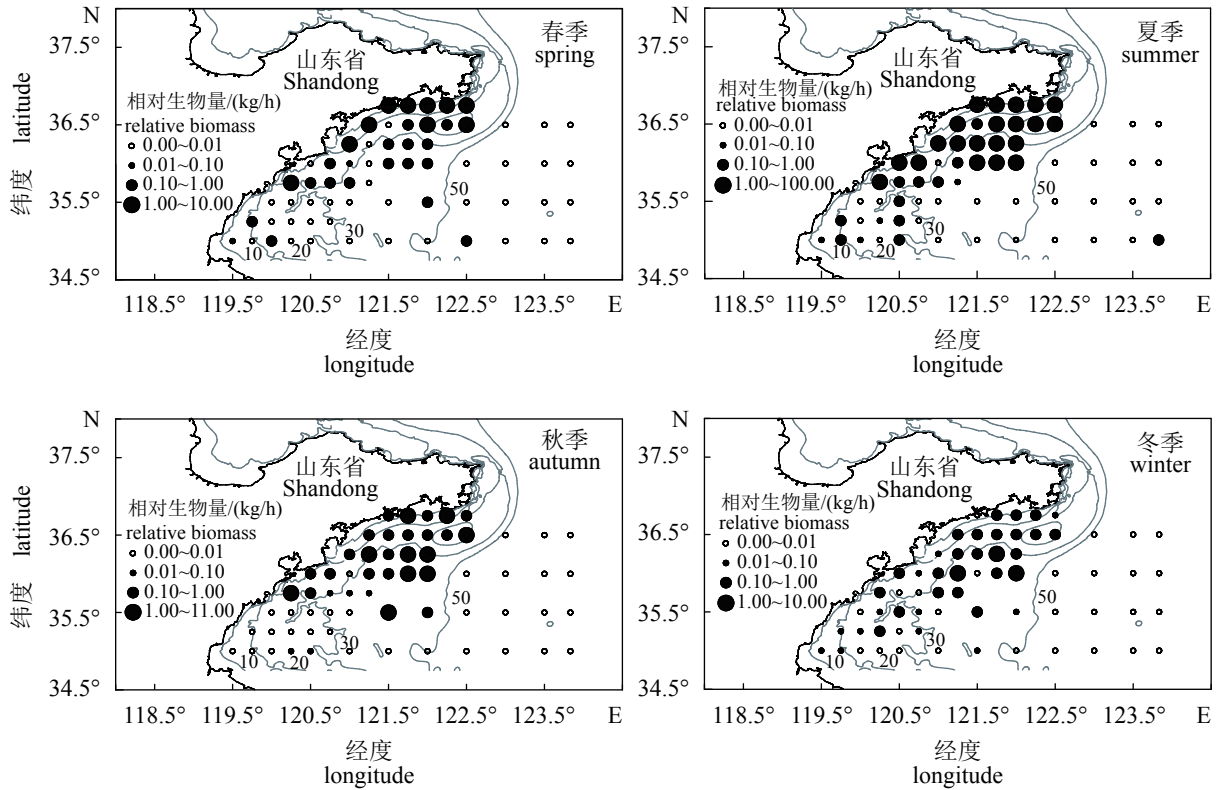 N
春季
spring
37.5°
山东省
Shandong
latitude
纬度
相对生物量/(kg/h)
relative biomass
36.5°
0.00~0.01
0.01~0.10
0.10~1.00
1.00~10.00
35.5°
50
30
10
20
34.5°
118.5° 119.5° 120.5° 121.5° 122.5° 123.5° E
经度
longitude
夏季
summer
37.5°
山东省
Shandong
相对生物量/(kg/h)
relative biomass
36.5°
0.00~0.01
0.01~0.10
0.10~1.00
1.00~100.00
35.5°
50
30
10
20
34.5°
118.5° 119.5° 120.5° 121.5° 122.5° 123.5° E
经度
longitude
N
秋季
autumn
37.5°
山东省
Shandong
latitude
纬度
相对生物量/(kg/h)
relative biomass
36.5°
0.00~0.01
0.01~0.10
0.10~1.00
1.00~11.00
35.5°
50
30
10
20
34.5°
118.5° 119.5° 120.5° 121.5° 122.5° 123.5° E
经度
longitude
N
冬季
winter
37.5°
山东省
Shandong
相对生物量/(kg/h)
relative biomass
36.5°
0.00~0.01
0.01~0.10
0.10~1.00
1.00~10.00
35.5°
50
30
10
20
34.5°
118.5° 119.5° 120.5° 121.5° 122.5° 123.5° E
经度
longitude
N